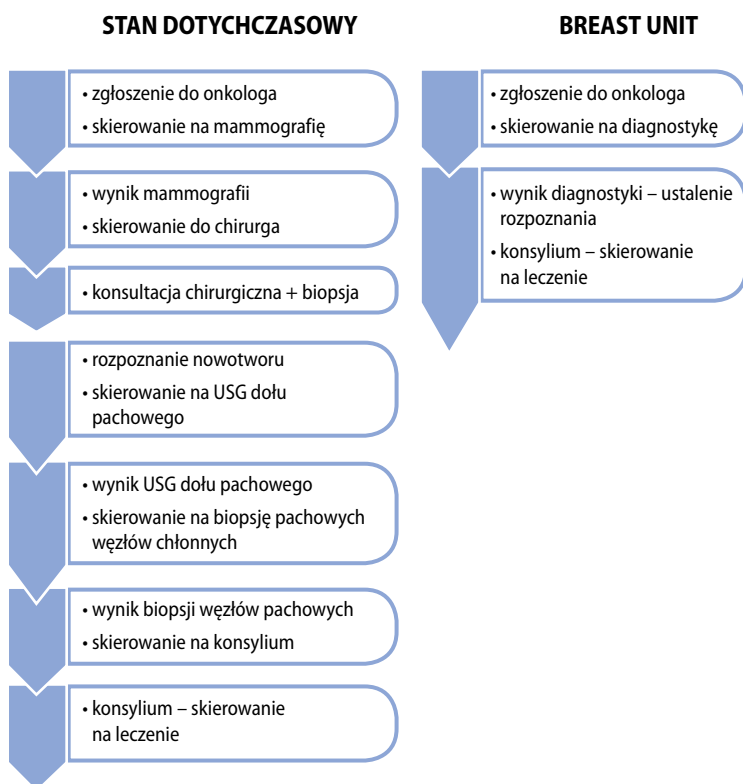 STAN DOTYCHCZASOWY
• zgłoszenie do onkologa
• skierowanie na mammografię
• wynik mammografii
• skierowanie do chirurga
• konsultacja chirurgiczna + biopsja
• rozpoznanie nowotworu
• skierowanie na USG dołu
pachowego
• wynik USG dołu pachowego
• skierowanie na biopsję pachowych
węzłów chłonnych
• wynik biopsji węzłów pachowych
• skierowanie na konsylium
• konsylium – skierowanie
na leczenie
BREAST UNIT
• zgłoszenie do onkologa
• skierowanie na diagnostykę
• wynik diagnostyki – ustalenie
rozpoznania
• konsylium – skierowanie
na leczenie